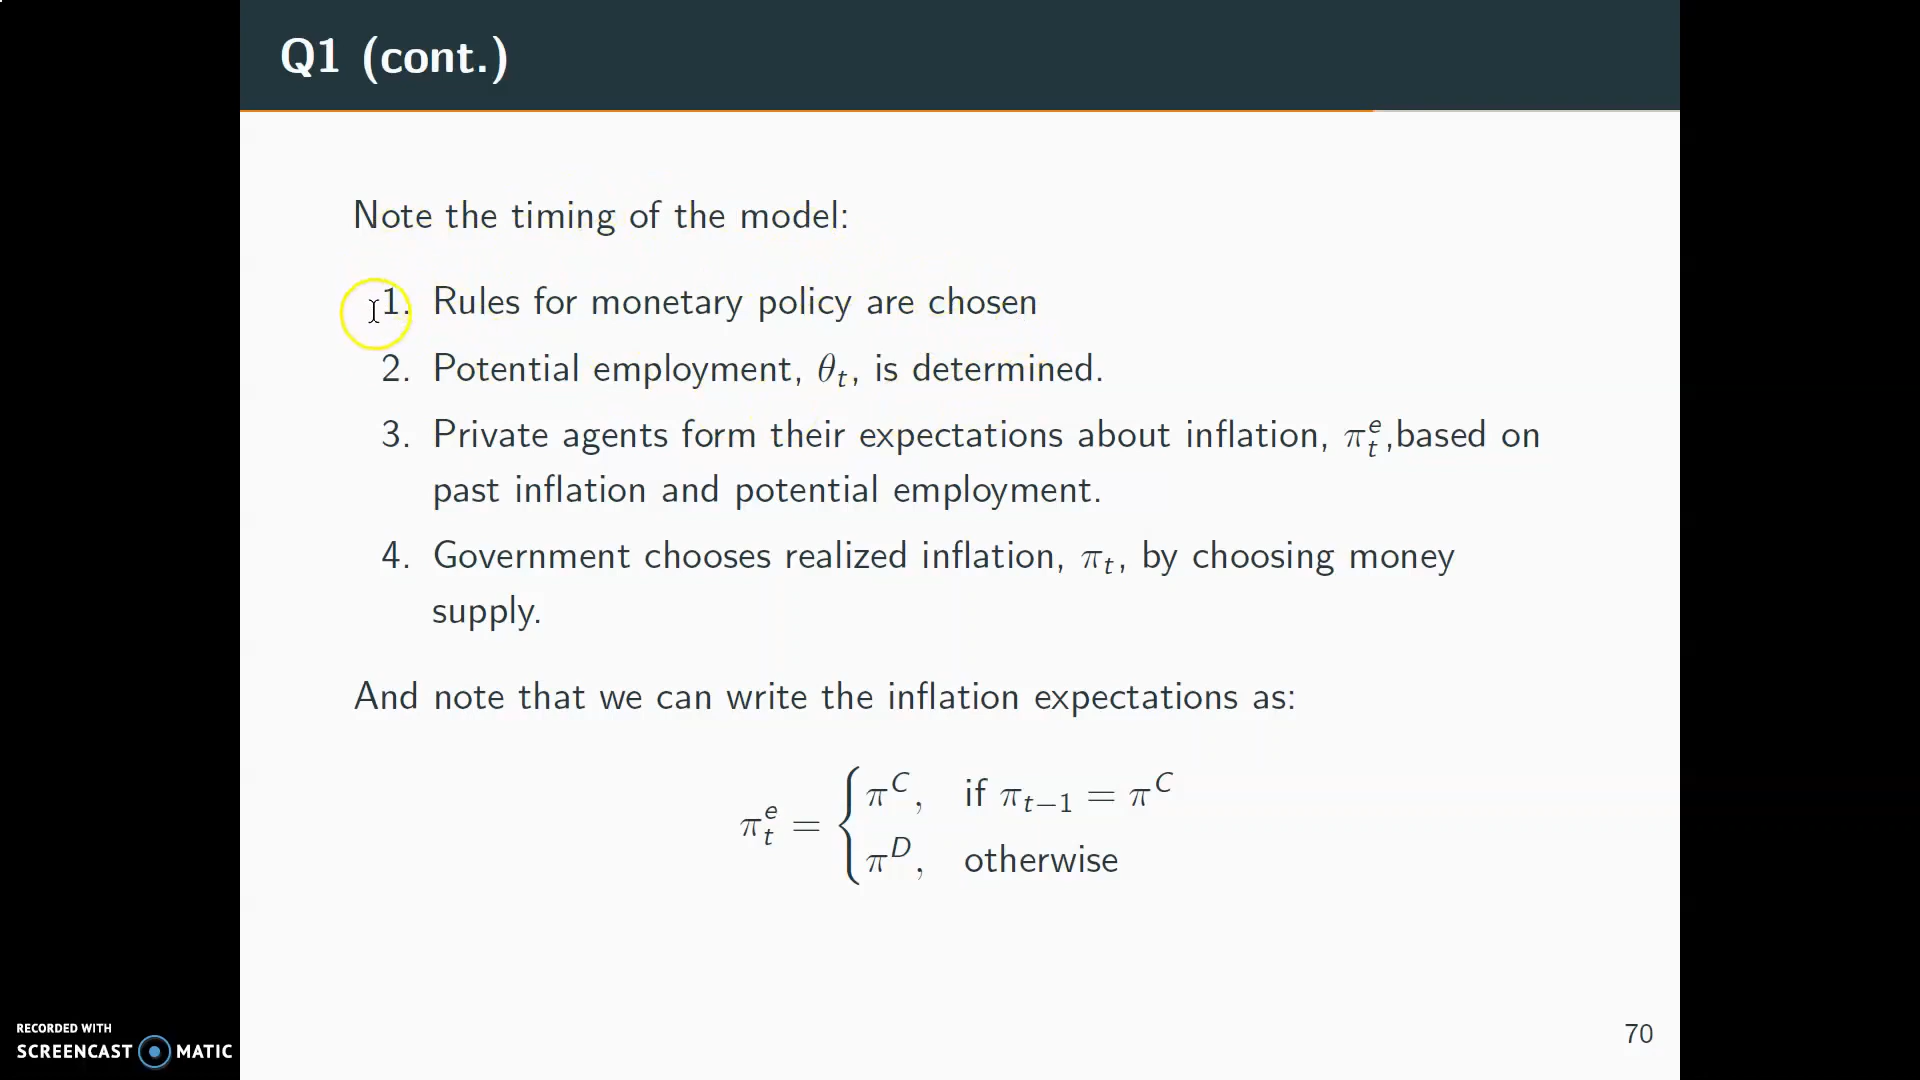 Q1 (cont.)
Note the timing of the model:
1. Rules for monetary policy are chosen
2. Potential employment, θ_t, is determined.
3. Private agents form their expectations about inflation, π_t^e,based on
past inflation and potential employment.
4. Government chooses realized inflation, π_t, by choosing money
supply.
And note that we can write the inflation expectations as:
π_t^e = { π^C, if π_{t−1} = π^C
π^D, otherwise
70
RECORDED WITH
SCREENCAST MATIC